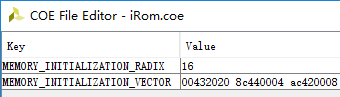 COE File Editor - iRom.coe
Key Value
MEMORY_INITIALIZATION_RADIX 16
MEMORY_INITIALIZATION_VECTOR 00432020 8c440004 ac420008